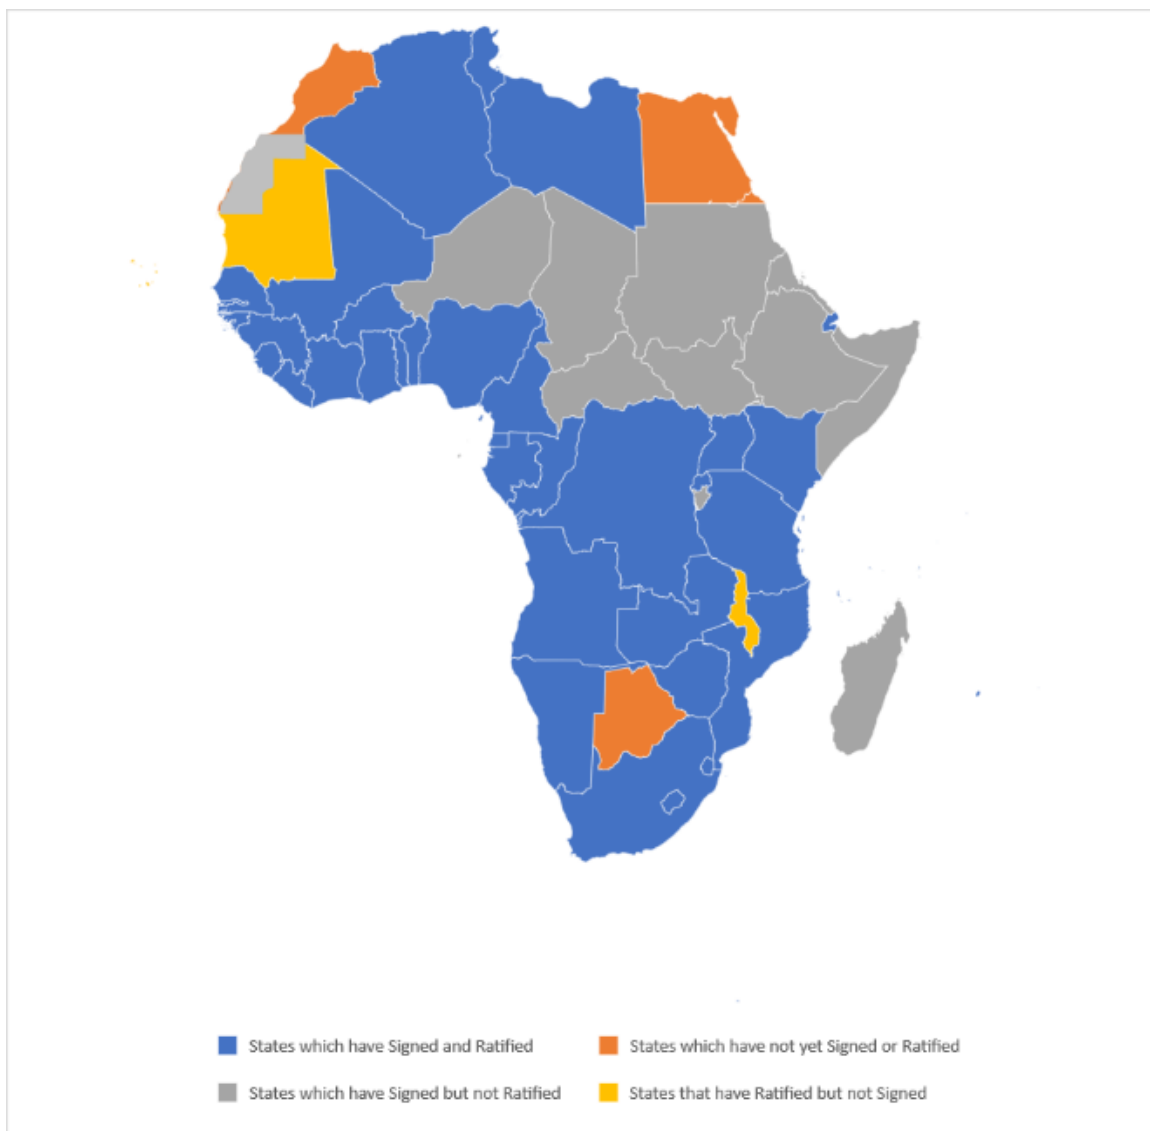 States which have Signed and Ratified
States which have not yet Signed or Ratified
States which have Signed but not Ratified
States that have Ratified but not Signed